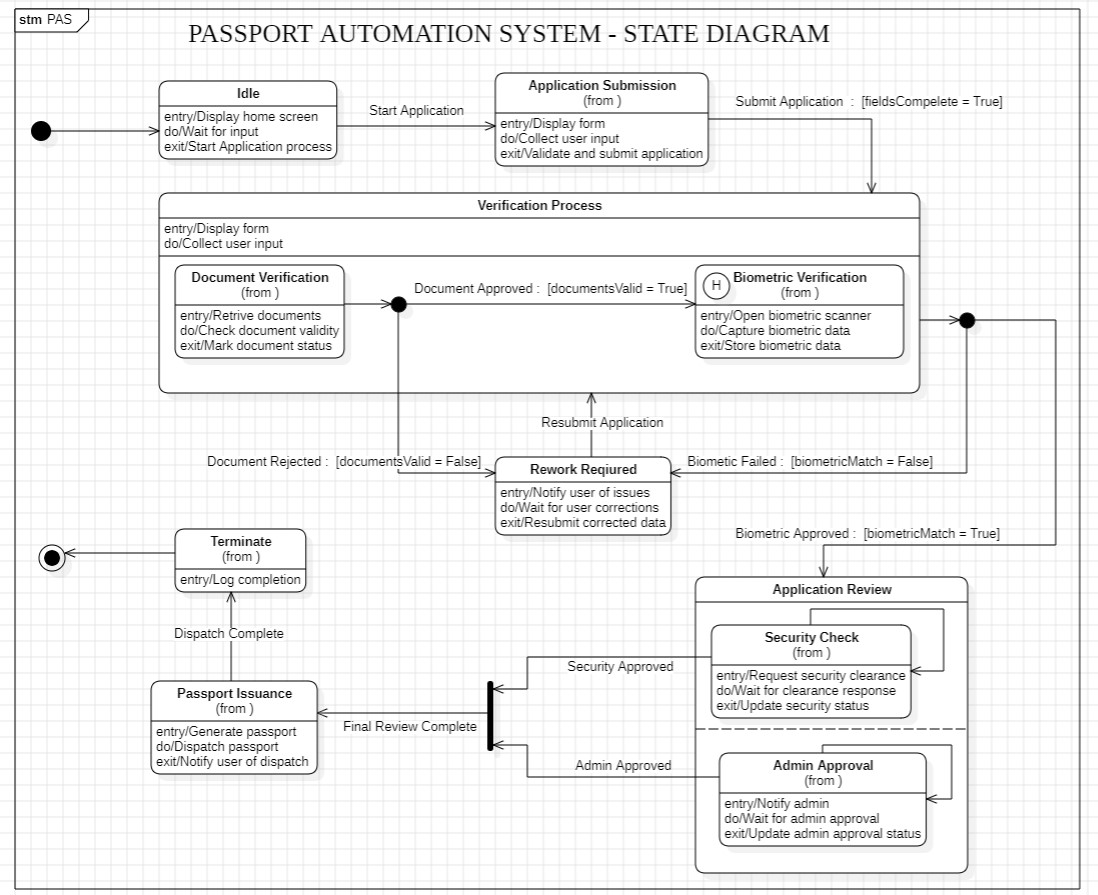 stm PAS
PASSPORT AUTOMATION SYSTEM - STATE DIAGRAM
Idle
entry/Display home screen
do/Wait for input
exit/Start Application process
Start Application
Application Submission
(from )
entry/Display form
do/Collect user input
exit/Validate and submit application
Submit Application : [fieldsCompelete = True]
Verification Process
entry/Display form
do/Collect user input
Document Verification
(from )
entry/Retrive documents
do/Check document validity
exit/Mark document status
Document Approved : [documentsValid = True]
H
Biometric Verification
(from )
entry/Open biometric scanner
do/Capture biometric data
exit/Store biometric data
Resubmit Application
Document Rejected : [documentsValid = False]
Rework Reqiured
entry/Notify user of issues
do/Wait for user corrections
exit/Resubmit corrected data
Biometic Failed : [biometricMatch = False]
Biometric Approved : [biometricMatch = True]
Terminate
(from )
entry/Log completion
Dispatch Complete
Application Review
Security Check
(from )
entry/Request security clearance
do/Wait for clearance response
exit/Update security status
Security Approved
Passport Issuance
(from )
entry/Generate passport
do/Dispatch passport
exit/Notify user of dispatch
Final Review Complete
Admin Approved
Admin Approval
(from )
entry/Notify admin
do/Wait for admin approval
exit/Update admin approval status